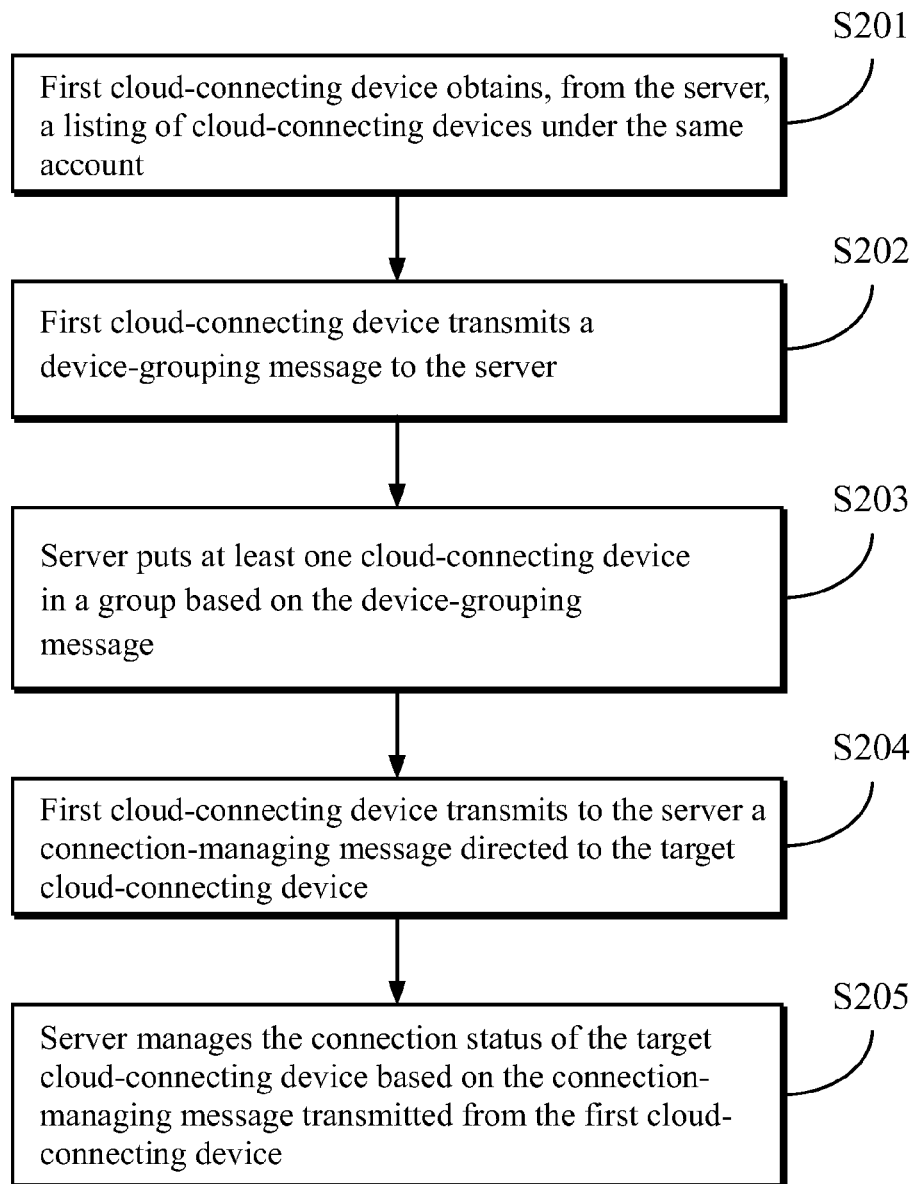 S201
First cloud-connecting device obtains, from the server,
a listing of cloud-connecting devices under the same
account
S202
First cloud-connecting device transmits a
device-grouping message to the server
S203
Server puts at least one cloud-connecting device
in a group based on the device-grouping
message
S204
First cloud-connecting device transmits to the server a
connection-managing message directed to the target
cloud-connecting device
S205
Server manages the connection status of the target
cloud-connecting device based on the connection-
managing message transmitted from the first cloud-
connecting device